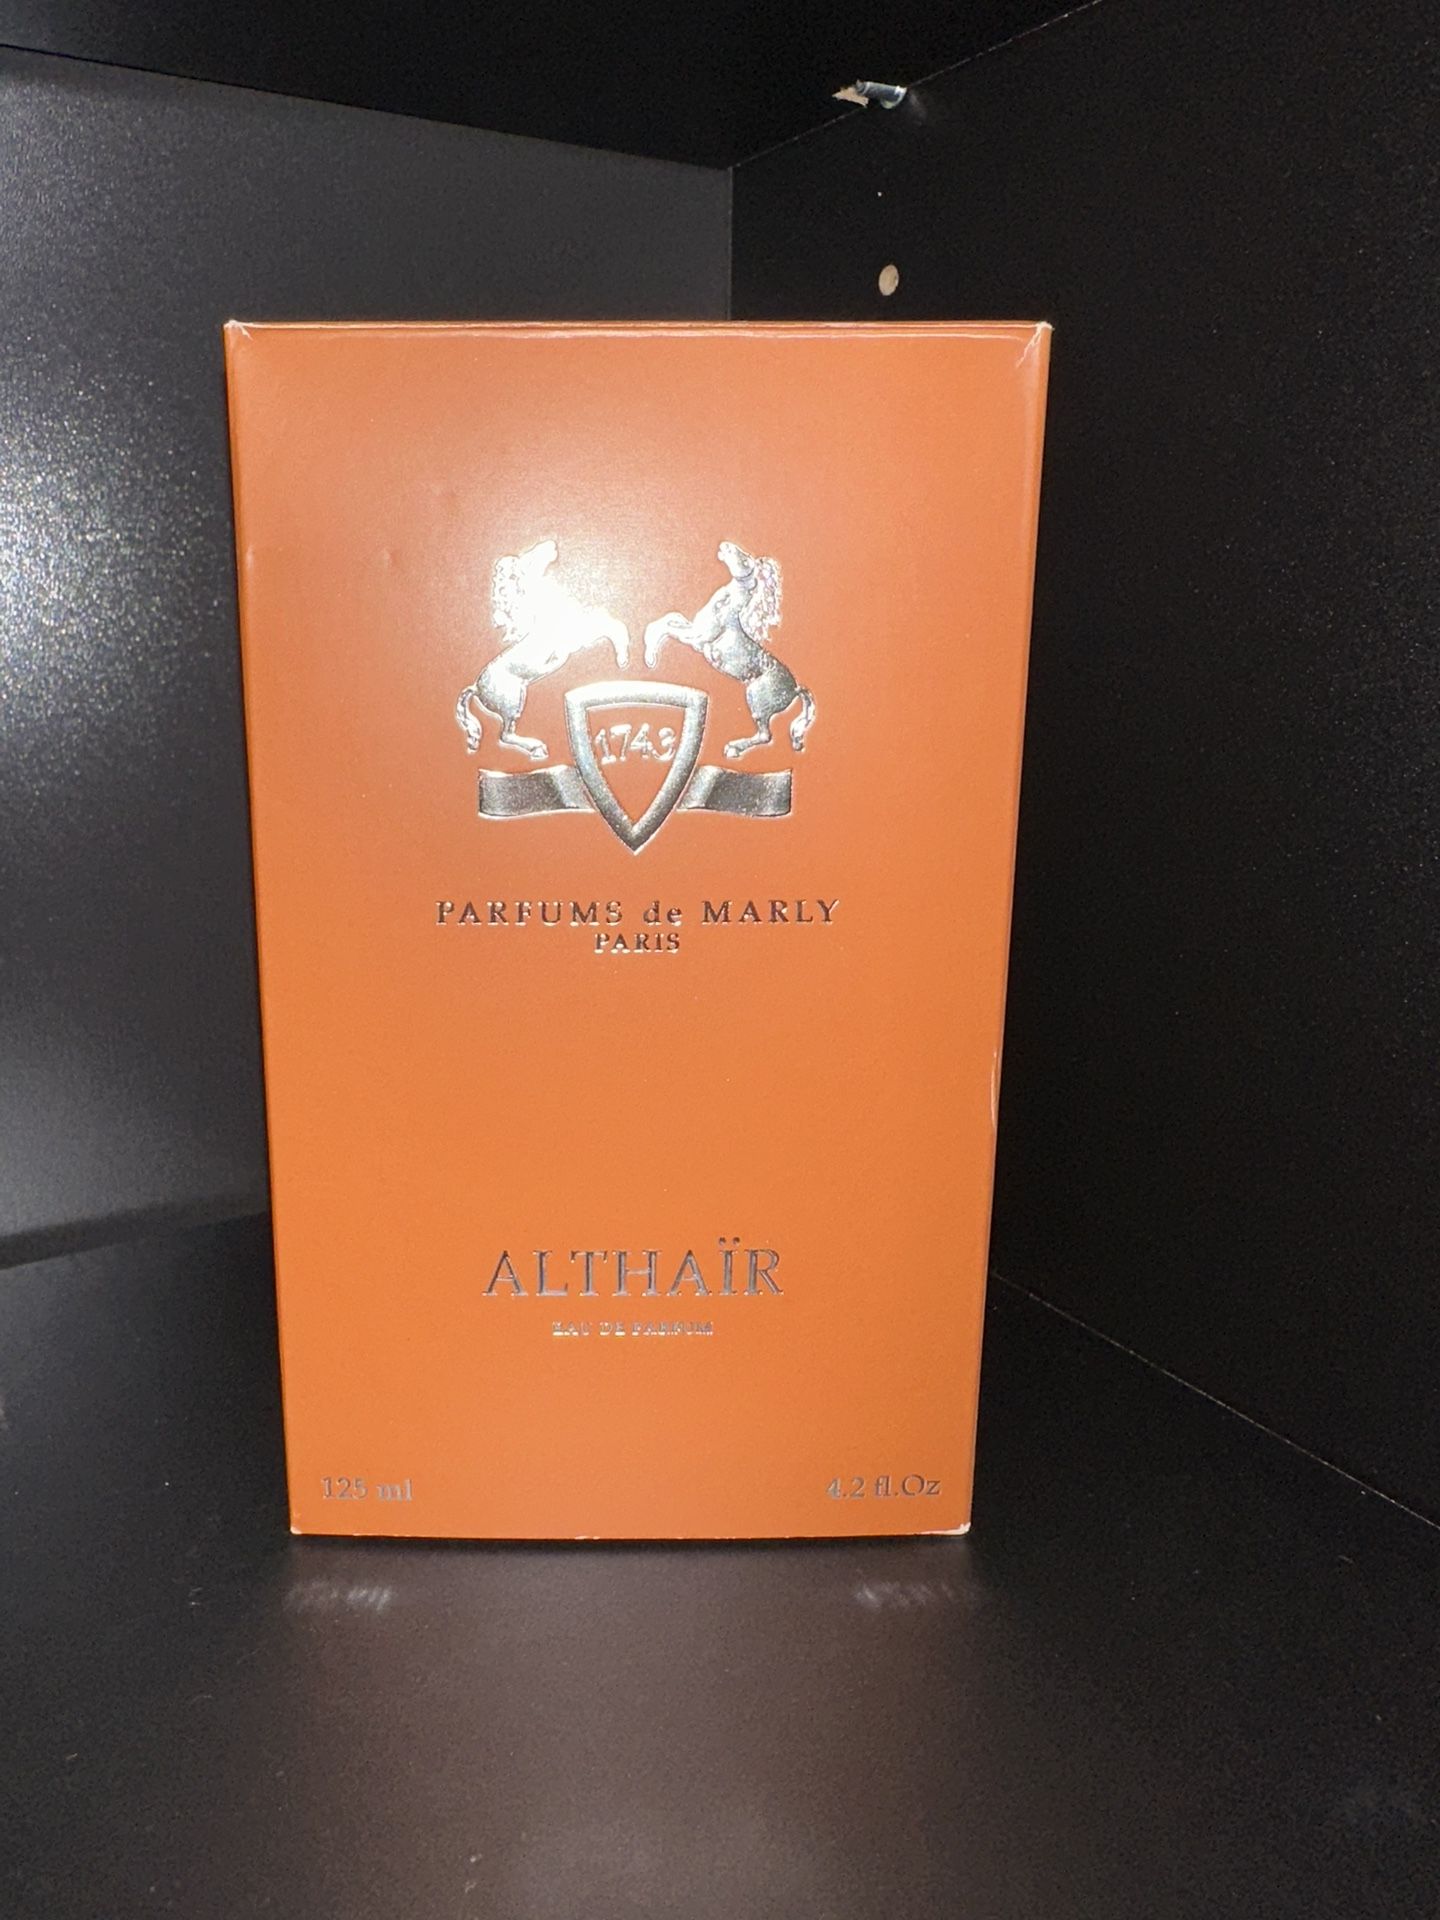 1743
PARFUMS de MARLY
PARIS
ALTHAÏR
EAU DE PARFUM
125 ml
4.2 fl.Oz